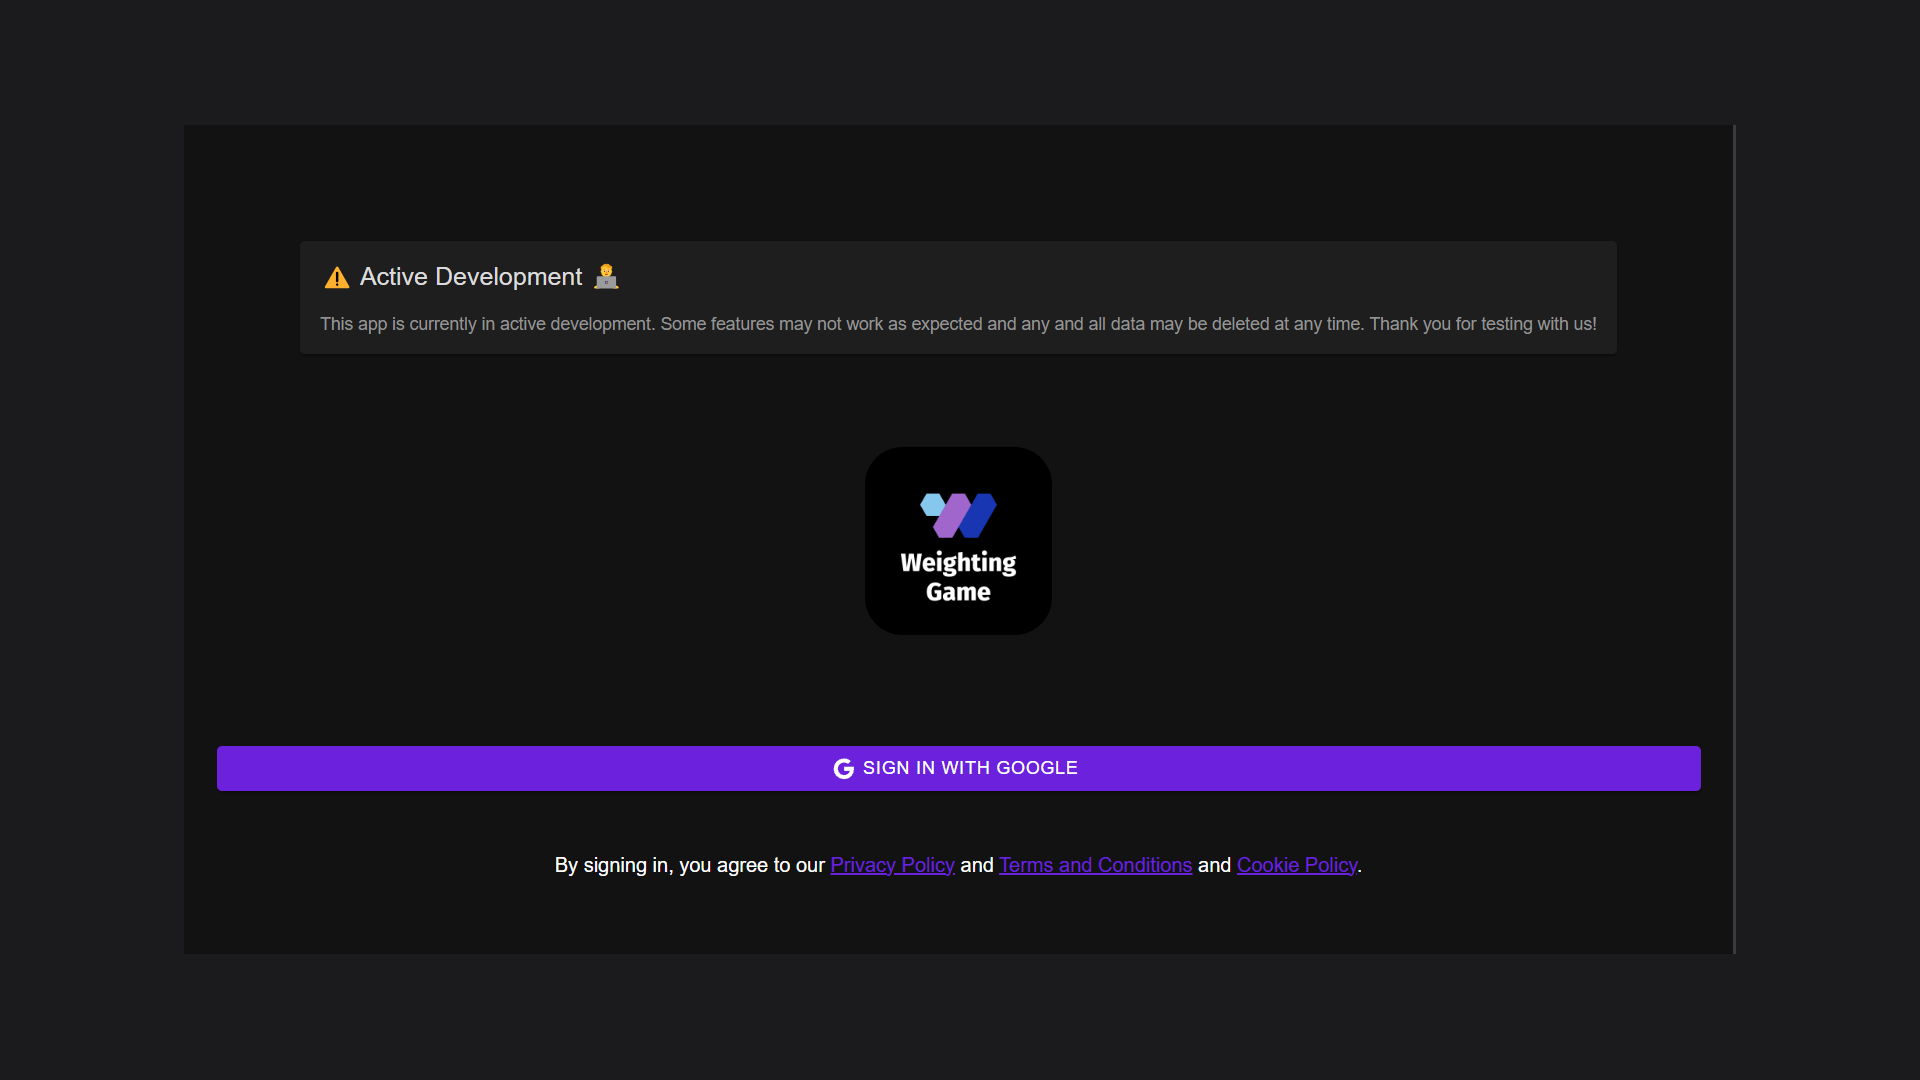 ⚠️ Active Development 🧑‍💻
This app is currently in active development. Some features may not work as expected and any and all data may be deleted at any time. Thank you for testing with us!
Weighting
Game
SIGN IN WITH GOOGLE
By signing in, you agree to our Privacy Policy and Terms and Conditions and Cookie Policy.